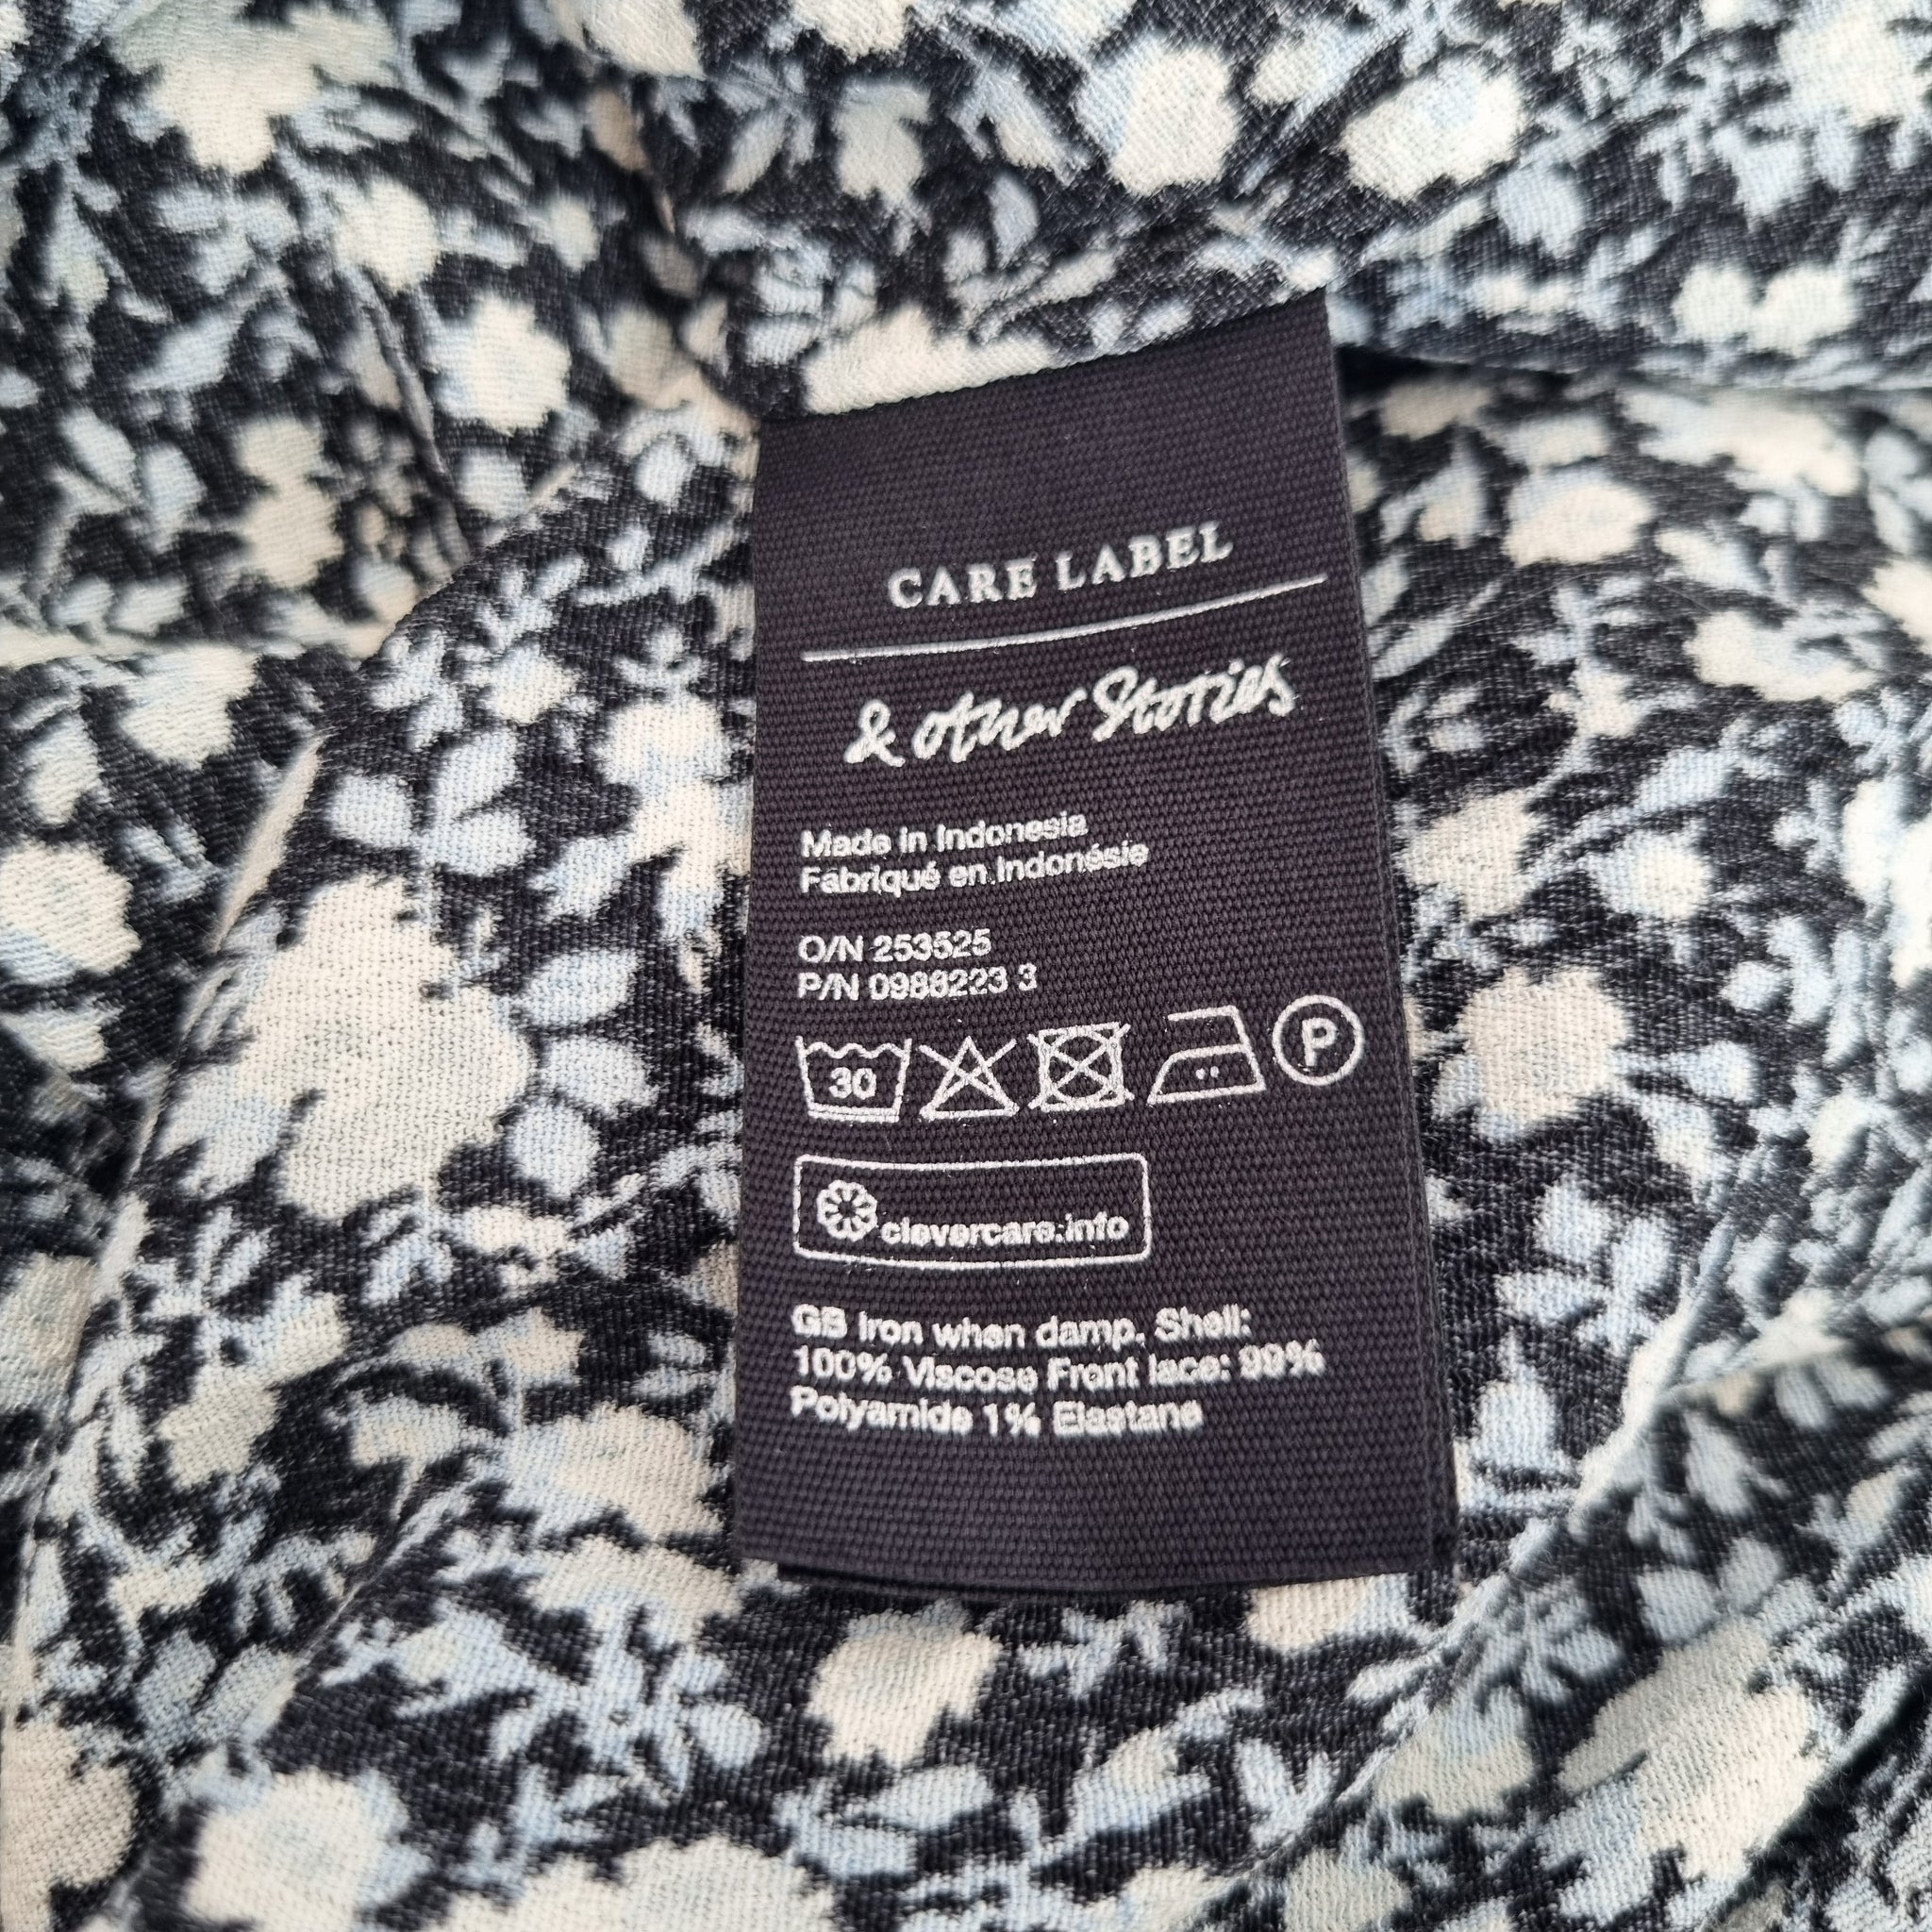 CARE LABEL
& other Stories
Made in Indonesia
Fabriqué en Indonésie
O/N 253525
P/N 0988223 3
30
P
clevercare.info
GB Iron when damp. Shell:
100% Viscose Front lace: 99%
Polyamide 1% Elastane